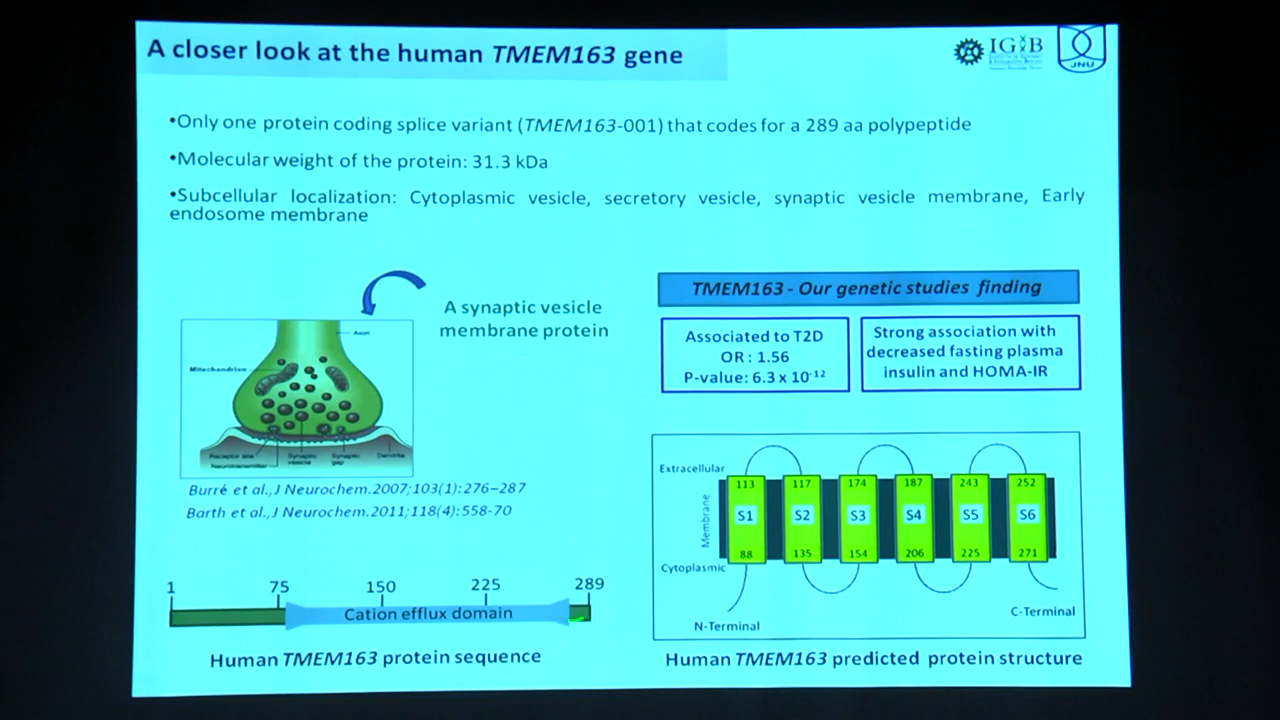 A closer look at the human TMEM163 gene
IGIB
JNU
•Only one protein coding splice variant (TMEM163-001) that codes for a 289 aa polypeptide
•Molecular weight of the protein: 31.3 kDa
•Subcellular localization: Cytoplasmic vesicle, secretory vesicle, synaptic vesicle membrane, Early
endosome membrane
A synaptic vesicle
membrane protein
Axon
Mitochondrion
Receptor site
Neurotransmitter
Synaptic
vesicle
Synaptic
gap
Dendrite
Burré et al.,J Neurochem.2007;103(1):276–287
Barth et al.,J Neurochem.2011;118(4):558-70
1 75 150 225 289
Cation efflux domain
Human TMEM163 protein sequence
TMEM163 - Our genetic studies finding
Associated to T2D
OR : 1.56
P-value: 6.3 x 10-12
Strong association with
decreased fasting plasma
insulin and HOMA-IR
Extracellular
Membrane
Cytoplasmic
113 117 174 187 243 252
S1 S2 S3 S4 S5 S6
88 135 154 206 225 271
N-Terminal
C-Terminal
Human TMEM163 predicted protein structure